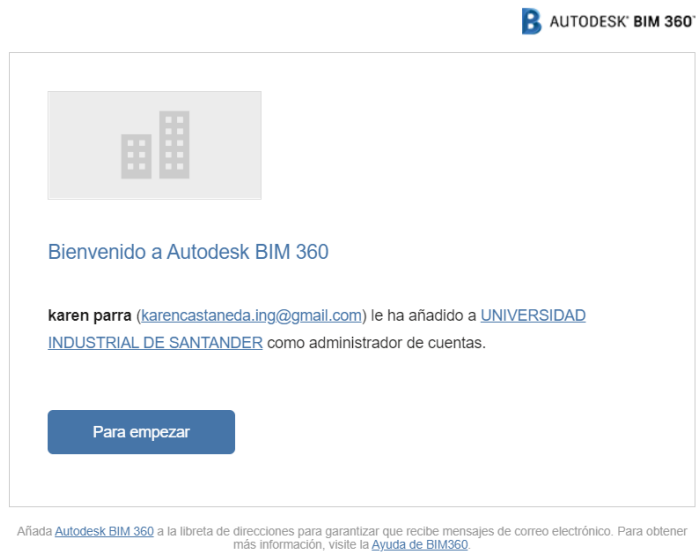 AUTODESK® BIM 360™
Bienvenido a Autodesk BIM 360
karen parra (karencastaneda.ing@gmail.com) le ha añadido a UNIVERSIDAD
INDUSTRIAL DE SANTANDER como administrador de cuentas.
Para empezar
Añada Autodesk BIM 360 a la libreta de direcciones para garantizar que recibe mensajes de correo electrónico. Para obtener
más información, visite la Ayuda de BIM360.